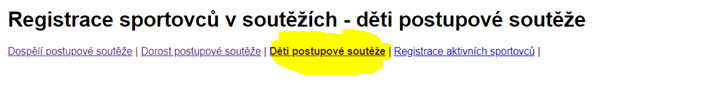 Registrace sportovců v soutěžích - děti postupové soutěže
Dospělí postupové soutěže | Dorost postupové soutěže | Děti postupové soutěže | Registrace aktivních sportovců |